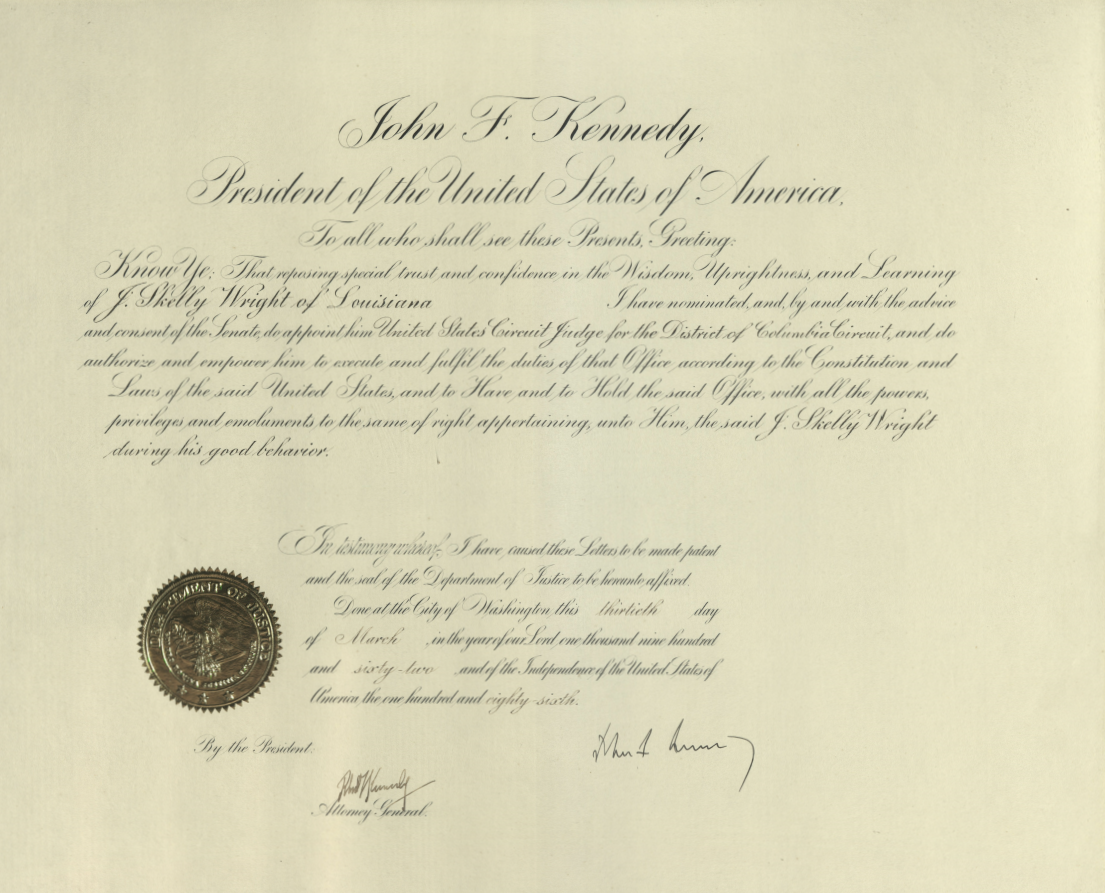 John F. Kennedy,
President of the United States of America,
To all who shall see these Presents, Greeting:
Know Ye: That reposing special trust and confidence in the Wisdom, Uprightness, and Learning
of J. Skelly Wright of Louisiana I have nominated, and, by and with the advice
and consent of the Senate, do appoint him United States Circuit Judge for the District of Columbia Circuit, and do
authorize and empower him to execute and fulfil the duties of that Office according to the Constitution and
Laws of the said United States, and to Have and to Hold the said Office, with all the powers,
privileges and emoluments to the same of right appertaining, unto Him, the said J. Skelly Wright
during his good behavior.
In testimony whereof, I have caused these Letters to be made patent
and the seal of the Department of Justice to be hereunto affixed.
Done at the City of Washington this thirtieth day
of March, in the year of our Lord one thousand nine hundred
and sixty-two, and of the Independence of the United States of
America the one hundred and eighty-sixth.
DEPARTMENT OF JUSTICE
By the President:
Attorney General.